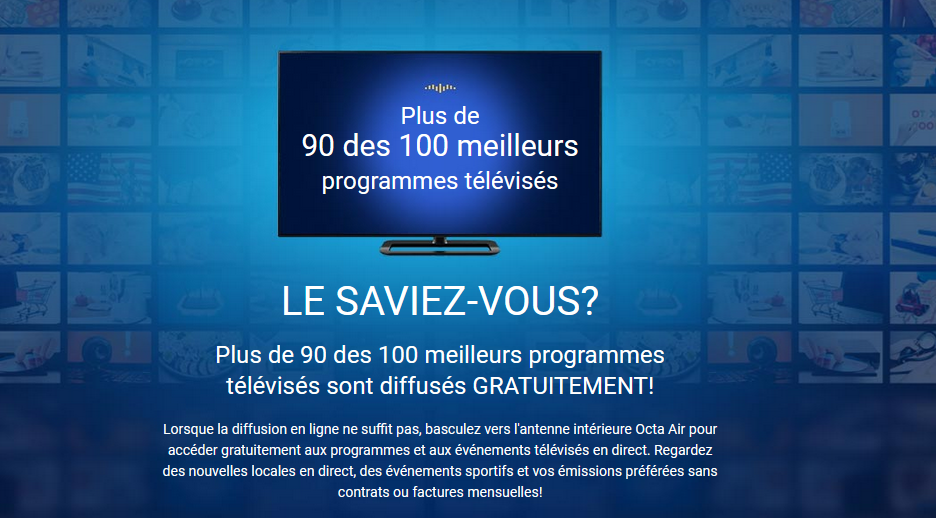 Plus de
90 des 100 meilleurs
programmes télévisés
LE SAVIEZ-VOUS?
Plus de 90 des 100 meilleurs programmes
télévisés sont diffusés GRATUITEMENT!
Lorsque la diffusion en ligne ne suffit pas, basculez vers l'antenne intérieure Octa Air pour
accéder gratuitement aux programmes et aux événements télévisés en direct. Regardez
des nouvelles locales en direct, des événements sportifs et vos émissions préférées sans
contrats ou factures mensuelles!